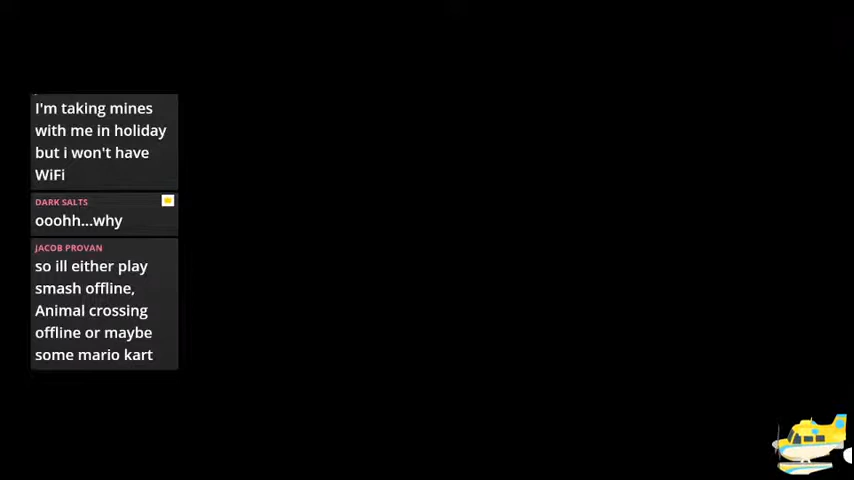 I'm taking mines
with me in holiday
but i won't have
WiFi
DARK SALTS
ooohh...why
JACOB PROVAN
so ill either play
smash offline,
Animal crossing
offline or maybe
some mario kart